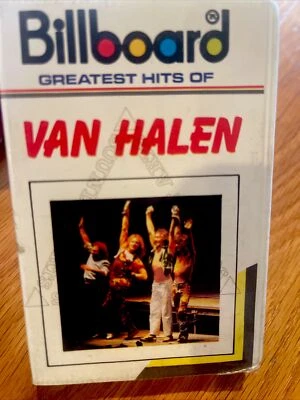 Billboard®
GREATEST HITS OF
VAN HALEN